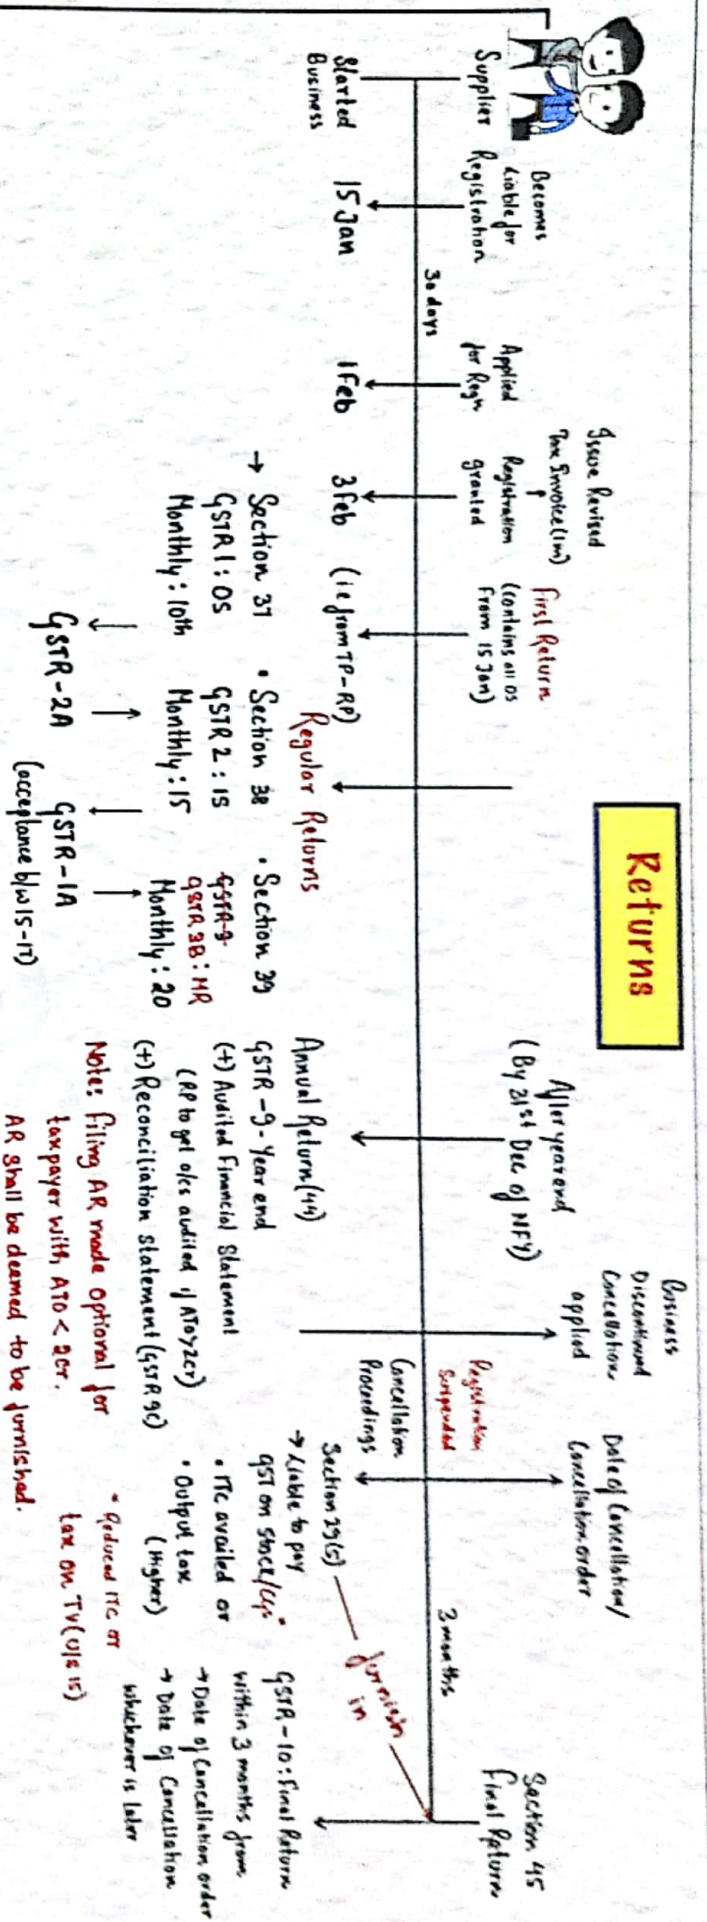 Returns
Supplier
Started
Business
Becomes
Liable for
Registration
15 Jan
30 days
Applied
for Regn
1 Feb
Issue Revised
Tax Invoice (1m)
Registration
granted
3 Feb
First Return
(contains all OS
From 15 Jan)
(i.e from TP-RP)
Regular Returns
→ Section 37
GSTR 1 : OS
Monthly : 10th
• Section 38
GSTR 2 : IS
Monthly : 15
• Section 39
GSTR-3
GSTR 3B : MR
Monthly : 20
GSTR-2A
GSTR-1A
(acceptance b/w 15-17)
After year end
(By 31st Dec of NFY)
Annual Return (44)
GSTR-9- Year end
(+) Audited Financial Statement
(RP to get a/cs audited if ATO>2cr)
(+) Reconciliation Statement (GSTR 9C)
Note: Filing AR made optional for
taxpayer with ATO < 2cr.
AR shall be deemed to be furnished.
Business
Discontinued
Cancellation
applied
Registration
Suspended
Cancellation
Proceedings
Date of Cancellation/
Cancellation order
Section 29(5)
→ Liable to pay
GST on stock/CG*
• ITC availed or
• Output tax
(Higher)
* Reduced ITC or
tax on TV (U/s 15)
furnish
in
3 months
Section 45
Final Return
GSTR-10: Final Return
within 3 months from
→ Date of Cancellation order
→ Date of Cancellation
whichever is later